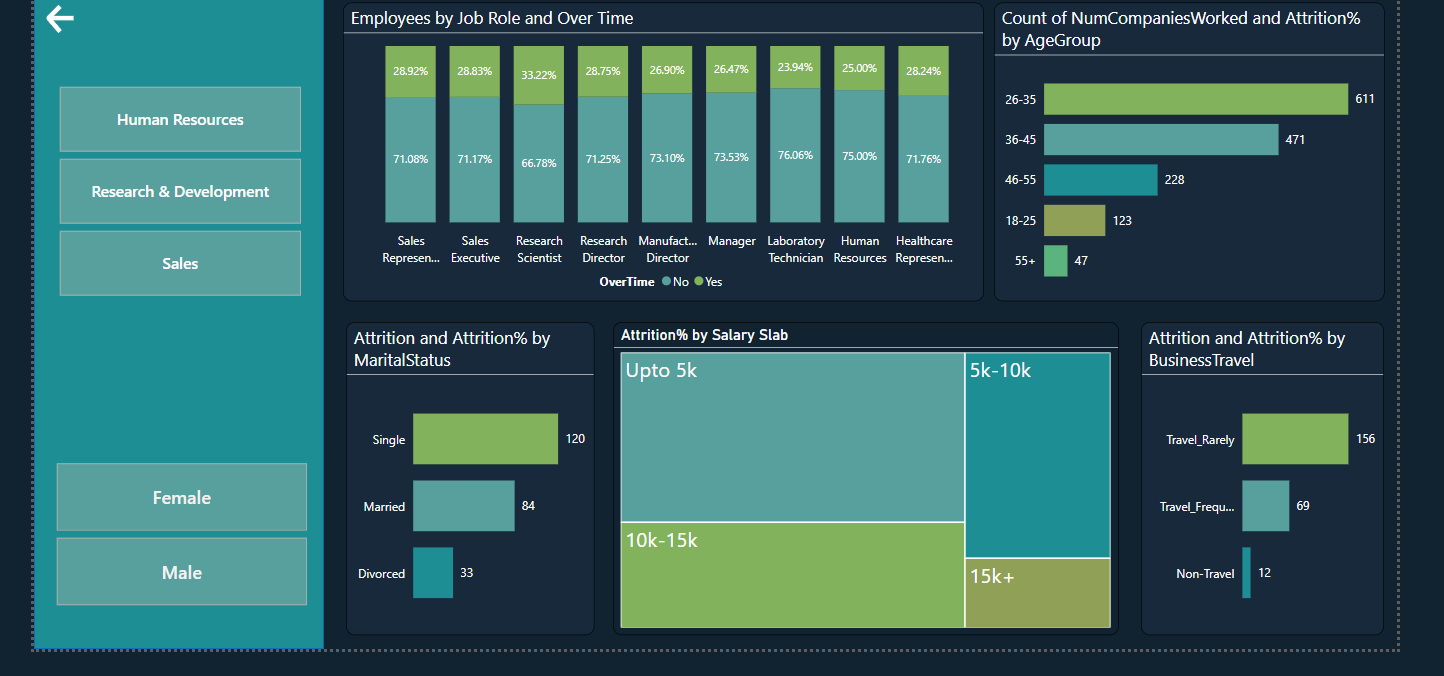 Human Resources
Research & Development
Sales
Female
Male
Employees by Job Role and Over Time
28.92% 28.83% 33.22% 28.75% 26.90% 26.47% 23.94% 25.00% 28.24%
71.08% 71.17% 66.78% 71.25% 73.10% 73.53% 76.06% 75.00% 71.76%
Sales Sales Research Research Manufact... Manager Laboratory Human Healthcare
Represen... Executive Scientist Director Director Technician Resources Represen...
OverTime No Yes
Count of NumCompaniesWorked and Attrition%
by AgeGroup
26-35 611
36-45 471
46-55 228
18-25 123
55+ 47
Attrition and Attrition% by
MaritalStatus
Single 120
Married 84
Divorced 33
Attrition% by Salary Slab
Upto 5k
5k-10k
10k-15k
15k+
Attrition and Attrition% by
BusinessTravel
Travel_Rarely 156
Travel_Frequ... 69
Non-Travel 12